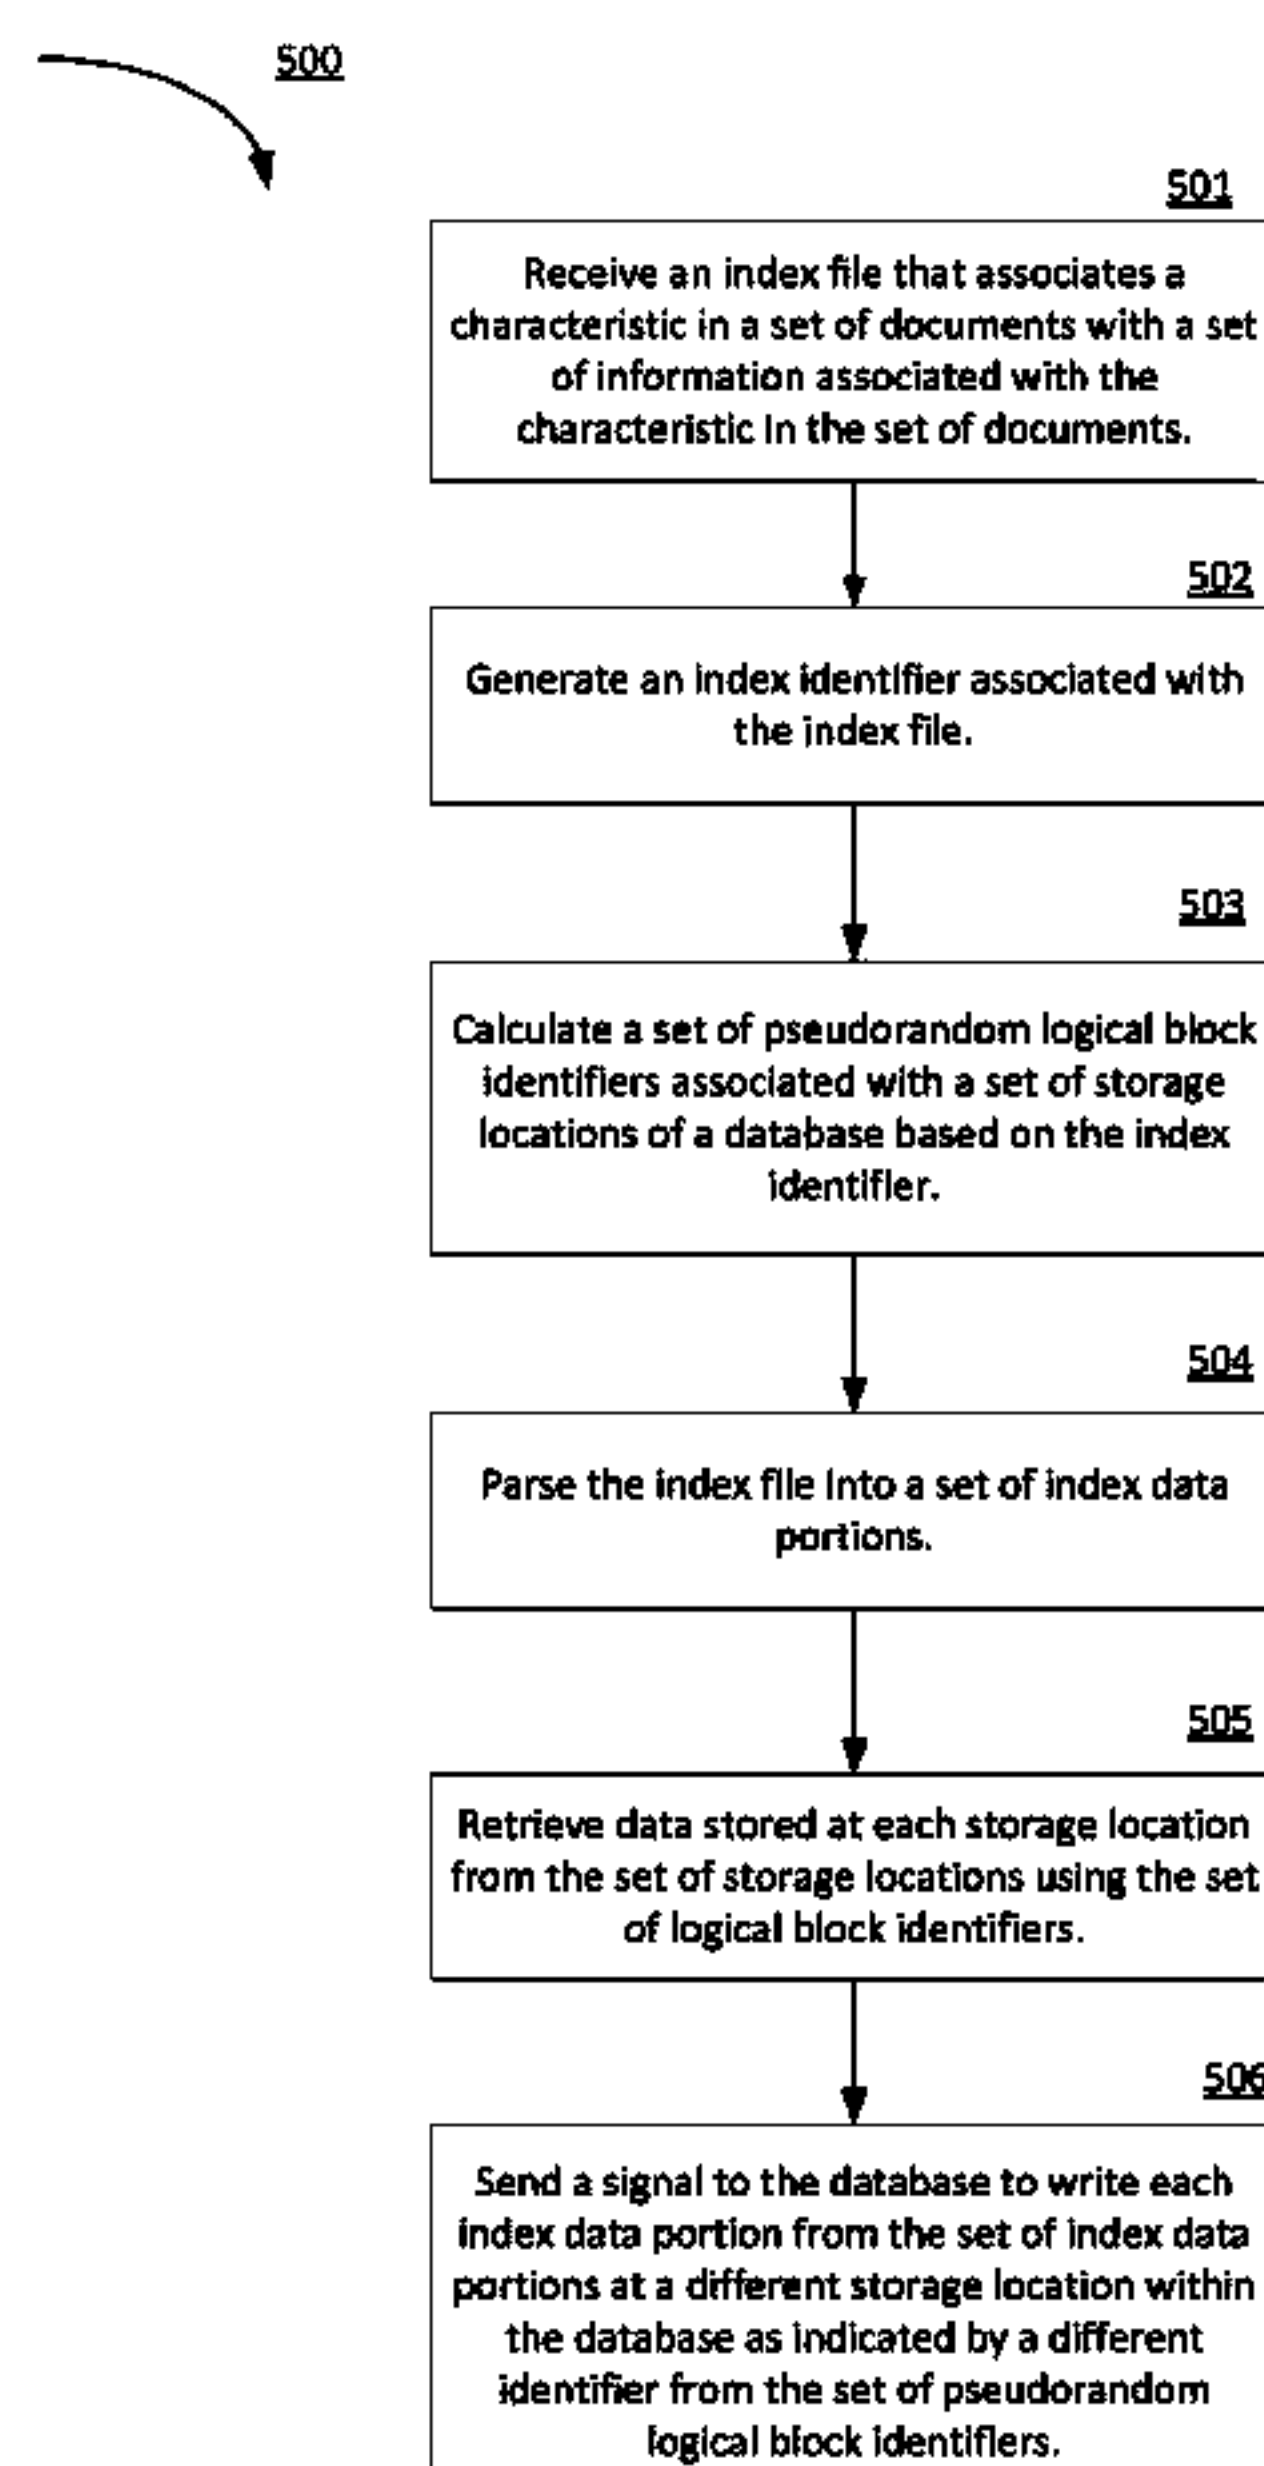 500
501
Receive an index file that associates a
characteristic in a set of documents with a set
of information associated with the
characteristic in the set of documents.
502
Generate an index identifier associated with
the index file.
503
Calculate a set of pseudorandom logical block
identifiers associated with a set of storage
locations of a database based on the index
identifier.
504
Parse the index file into a set of index data
portions.
505
Retrieve data stored at each storage location
from the set of storage locations using the set
of logical block identifiers.
506
Send a signal to the database to write each
index data portion from the set of index data
portions at a different storage location within
the database as indicated by a different
identifier from the set of pseudorandom
logical block identifiers.